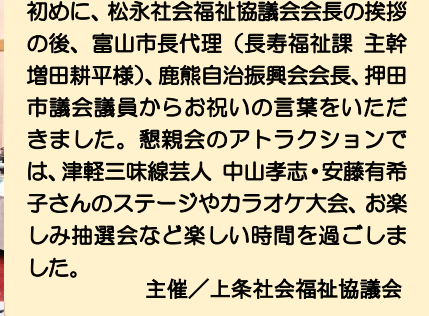 初めに、松永社会福祉協議会会長の挨拶
の後、富山市長代理（長寿福祉課 主幹
増田耕平様）、鹿熊自治振興会会長、押田
市議会議員からお祝いの言葉をいただ
きました。懇親会のアトラクションで
は、津軽三味線芸人 中山孝志・安藤有希
子さんのステージやカラオケ大会、お楽
しみ抽選会など楽しい時間を過ごしま
した。
主催／上条社会福祉協議会